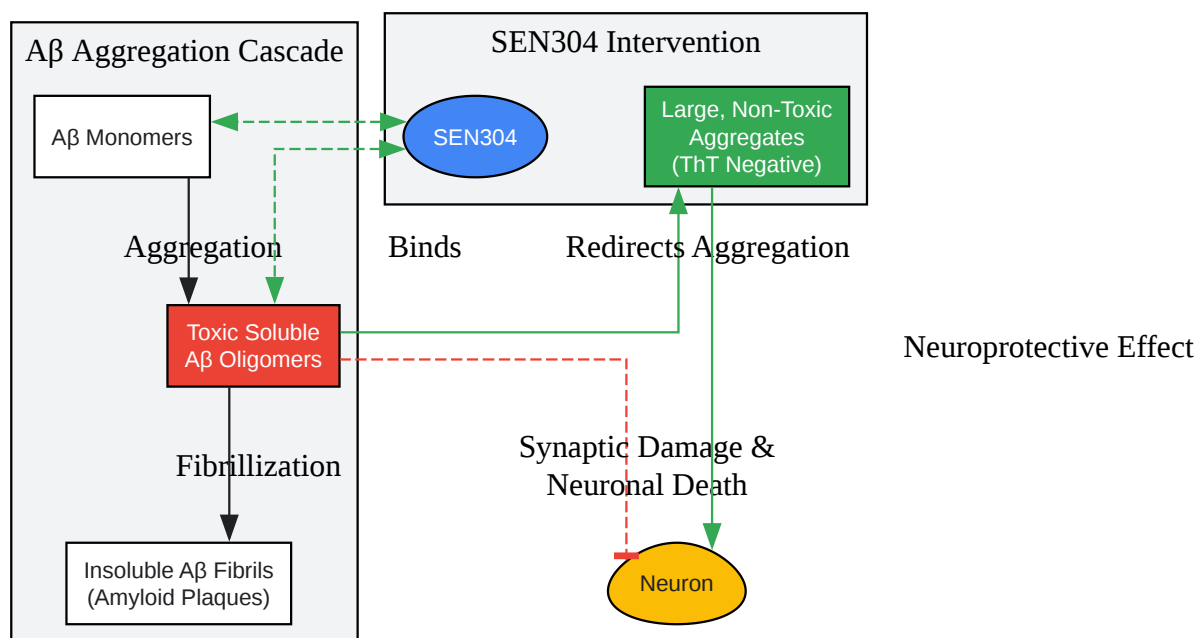 Aβ Aggregation Cascade
SEN304 Intervention
Aβ Monomers
SEN304
Large, Non-Toxic
Aggregates
(ThT Negative)
Aggregation
Binds
Redirects Aggregation
Toxic Soluble
Aβ Oligomers
Neuroprotective Effect
Fibrillization
Synaptic Damage &
Neuronal Death
Insoluble Aβ Fibrils
(Amyloid Plaques)
Neuron